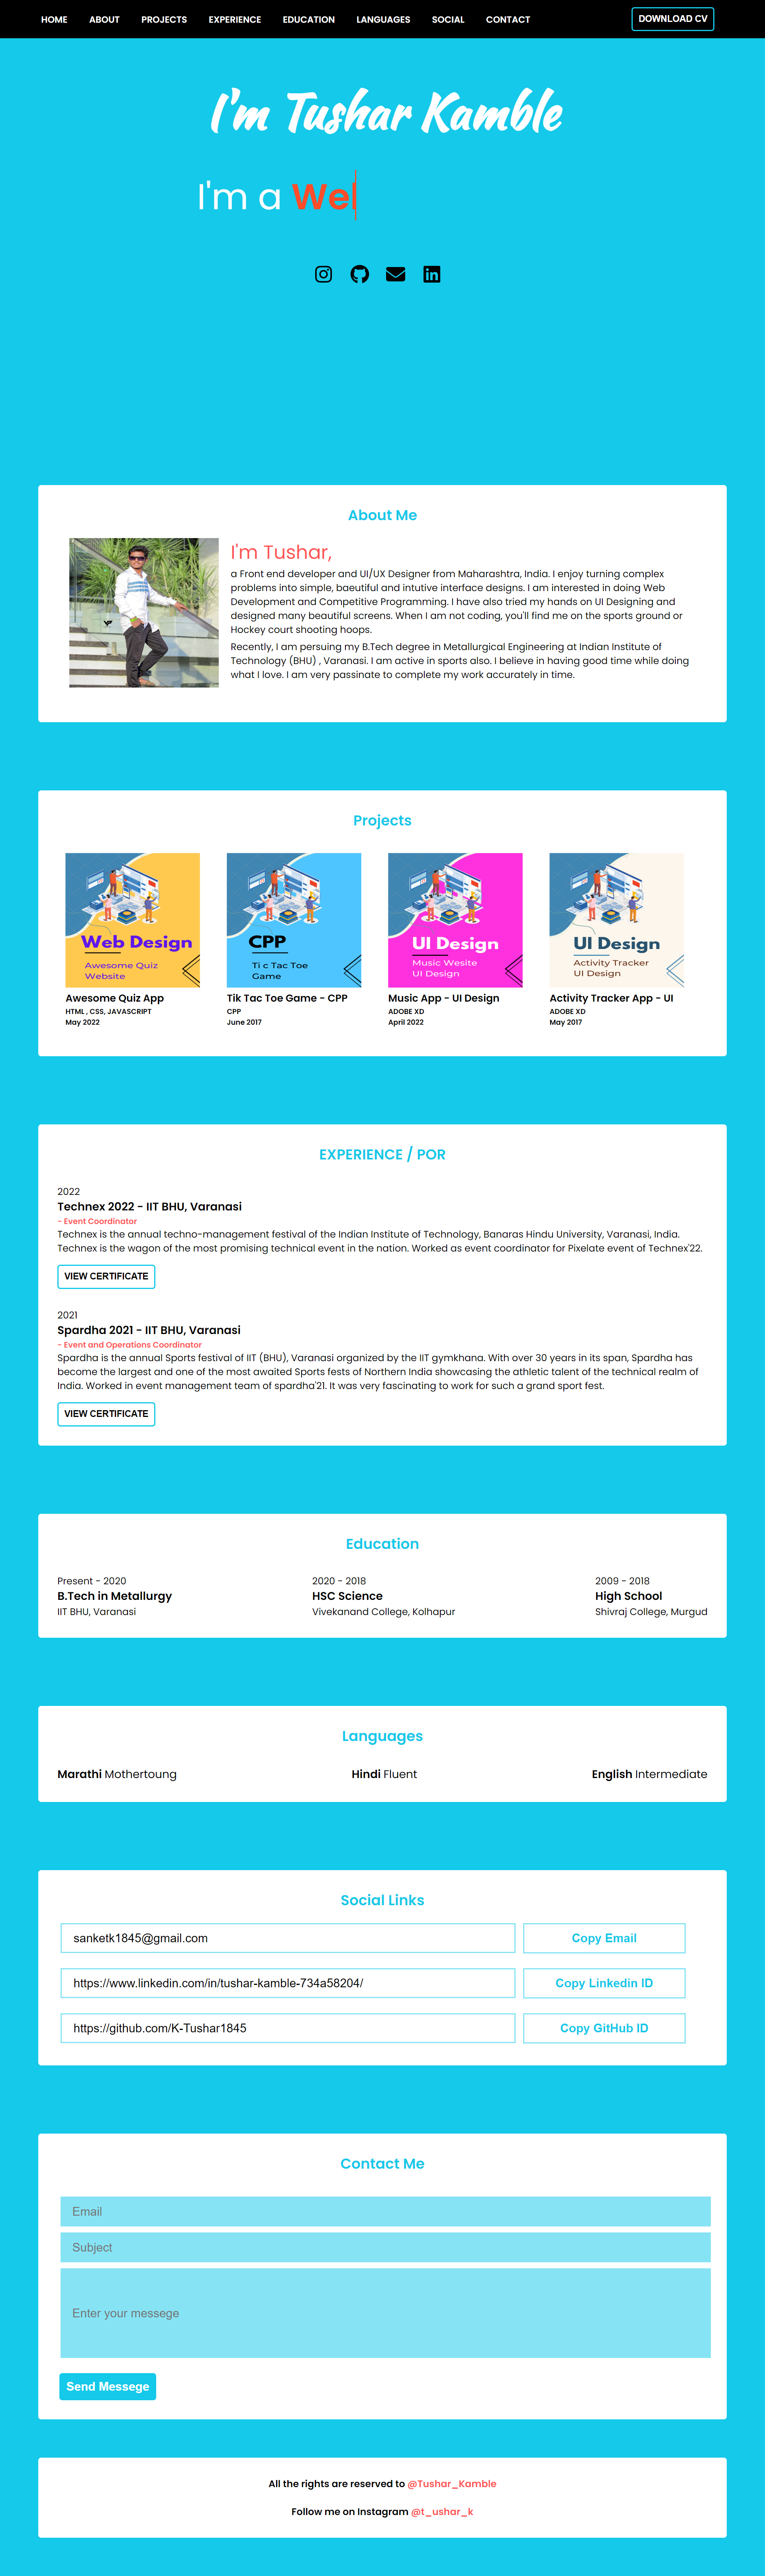 HOME ABOUT PROJECTS EXPERIENCE EDUCATION LANGUAGES SOCIAL CONTACT DOWNLOAD CV
I'm Tushar Kamble
I'm a Wel
About Me
I'm Tushar,
a Front end developer and UI/UX Designer from Maharashtra, India. I enjoy turning complex
problems into simple, baeutiful and intutive interface designs. I am interested in doing Web
Development and Competitive Programming. I have also tried my hands on UI Designing and
designed many beautiful screens. When I am not coding, you'll find me on the sports ground or
Hockey court shooting hoops.
Recently, I am persuing my B.Tech degree in Metallurgical Engineering at Indian Institute of
Technology (BHU) , Varanasi. I am active in sports also. I believe in having good time while doing
what I love. I am very passinate to complete my work accurately in time.
Projects
Web Design
Awesome Quiz
Website
Awesome Quiz App
HTML , CSS, JAVASCRIPT
May 2022
CPP
Ti c Tac Toe
Game
Tik Tac Toe Game - CPP
CPP
June 2017
UI Design
Music Wesite
UI Design
Music App - UI Design
ADOBE XD
April 2022
UI Design
Activity Tracker
UI Design
Activity Tracker App - UI
ADOBE XD
May 2017
EXPERIENCE / POR
2022
Technex 2022 - IIT BHU, Varanasi
- Event Coordinator
Technex is the annual techno-management festival of the Indian Institute of Technology, Banaras Hindu University, Varanasi, India.
Technex is the wagon of the most promising technical event in the nation. Worked as event coordinator for Pixelate event of Technex'22.
VIEW CERTIFICATE
2021
Spardha 2021 - IIT BHU, Varanasi
- Event and Operations Coordinator
Spardha is the annual Sports festival of IIT (BHU), Varanasi organized by the IIT gymkhana. With over 30 years in its span, Spardha has
become the largest and one of the most awaited Sports fests of Northern India showcasing the athletic talent of the technical realm of
India. Worked in event management team of spardha'21. It was very fascinating to work for such a grand sport fest.
VIEW CERTIFICATE
Education
Present - 2020
B.Tech in Metallurgy
IIT BHU, Varanasi
2020 - 2018
HSC Science
Vivekanand College, Kolhapur
2009 - 2018
High School
Shivraj College, Murgud
Languages
Marathi Mothertoung
Hindi Fluent
English Intermediate
Social Links
sanketk1845@gmail.com Copy Email
https://www.linkedin.com/in/tushar-kamble-734a58204/ Copy Linkedin ID
https://github.com/K-Tushar1845 Copy GitHub ID
Contact Me
Email
Subject
Enter your messege
Send Messege
All the rights are reserved to @Tushar_Kamble
Follow me on Instagram @t_ushar_k